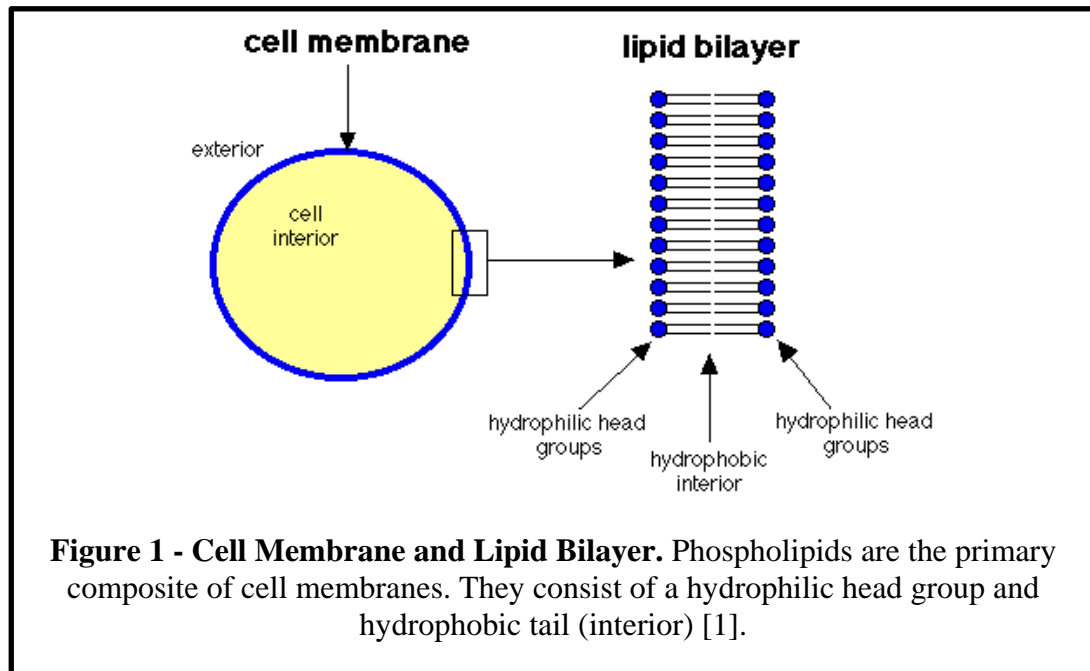 cell membrane
lipid bilayer
exterior
cell
interior
hydrophilic head
groups
hydrophobic
interior
hydrophilic head
groups
Figure 1 - Cell Membrane and Lipid Bilayer. Phospholipids are the primary
composite of cell membranes. They consist of a hydrophilic head group and
hydrophobic tail (interior) [1].